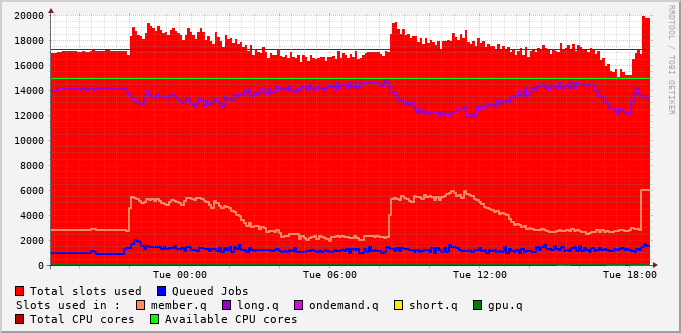 RRDTOOL / TOBI OETIKER
20000
18000
16000
14000
12000
10000
8000
6000
4000
2000
0
Tue 00:00 Tue 06:00 Tue 12:00 Tue 18:00
Total slots used Queued Jobs
Slots used in : member.q long.q ondemand.q short.q gpu.q
Total CPU cores Available CPU cores